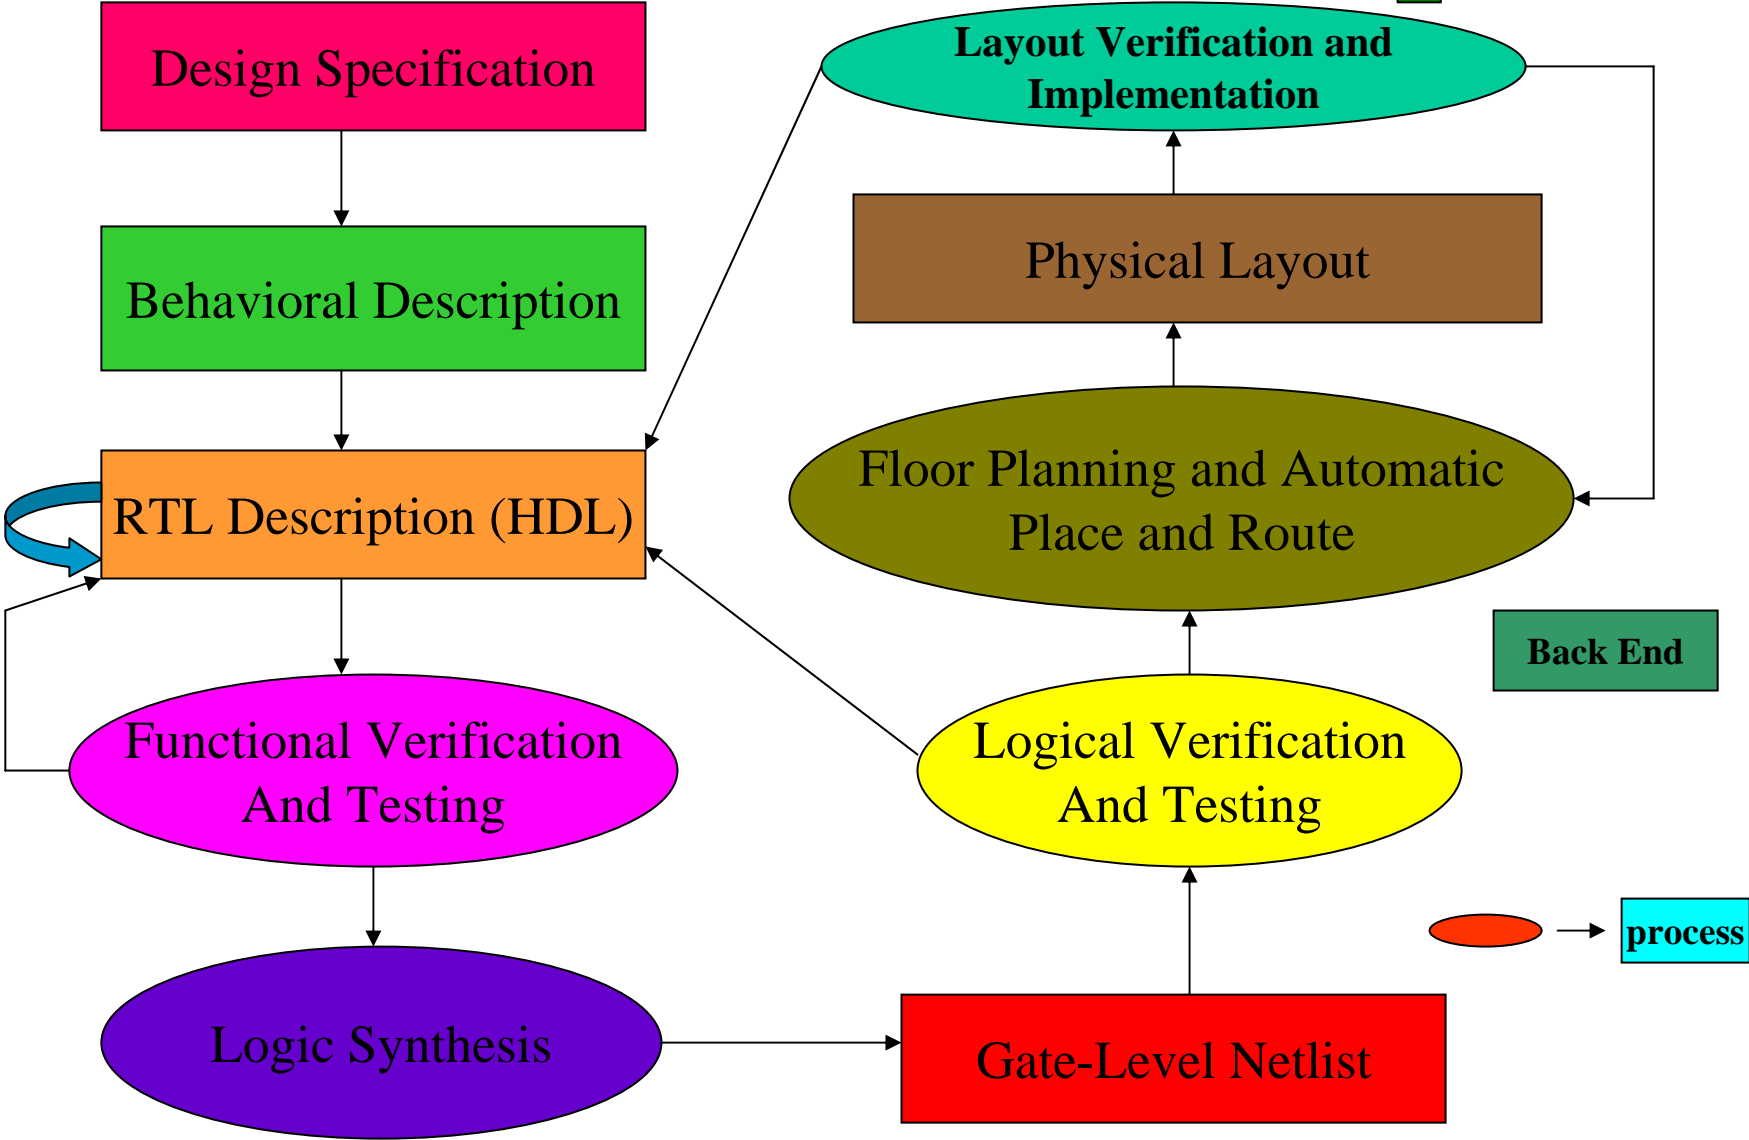 Design Specification
Behavioral Description
RTL Description (HDL)
Functional Verification
And Testing
Logic Synthesis
Layout Verification and
Implementation
Physical Layout
Floor Planning and Automatic
Place and Route
Back End
Logical Verification
And Testing
process
Gate-Level Netlist